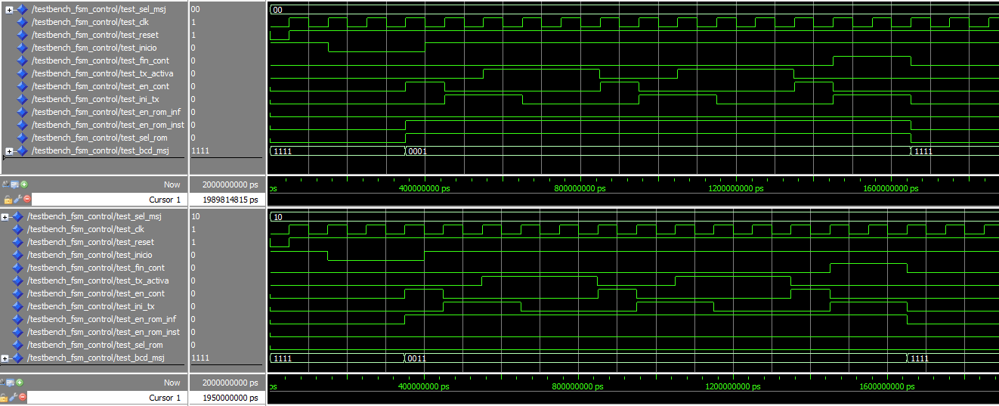 /testbench_fsm_control/test_sel_msj 00 00
/testbench_fsm_control/test_clk 1
/testbench_fsm_control/test_reset 1
/testbench_fsm_control/test_inicio 0
/testbench_fsm_control/test_fin_cont 0
/testbench_fsm_control/test_tx_activa 0
/testbench_fsm_control/test_en_cont 0
/testbench_fsm_control/test_ini_tx 0
/testbench_fsm_control/test_en_rom_inf 0
/testbench_fsm_control/test_en_rom_inst 0
/testbench_fsm_control/test_sel_rom 0
/testbench_fsm_control/test_bcd_msj 1111 1111 0001 1111
Now 2000000000 ps ps 400000000 ps 800000000 ps 1200000000 ps 1600000000 ps
Cursor 1 1989814815 ps
/testbench_fsm_control/test_sel_msj 10 10
/testbench_fsm_control/test_clk 1
/testbench_fsm_control/test_reset 1
/testbench_fsm_control/test_inicio 0
/testbench_fsm_control/test_fin_cont 0
/testbench_fsm_control/test_tx_activa 0
/testbench_fsm_control/test_en_cont 0
/testbench_fsm_control/test_ini_tx 0
/testbench_fsm_control/test_en_rom_inf 0
/testbench_fsm_control/test_en_rom_inst 0
/testbench_fsm_control/test_sel_rom 0
/testbench_fsm_control/test_bcd_msj 1111 1111 0011 1111
Now 2000000000 ps ps 400000000 ps 800000000 ps 1200000000 ps 1600000000 ps
Cursor 1 1950000000 ps